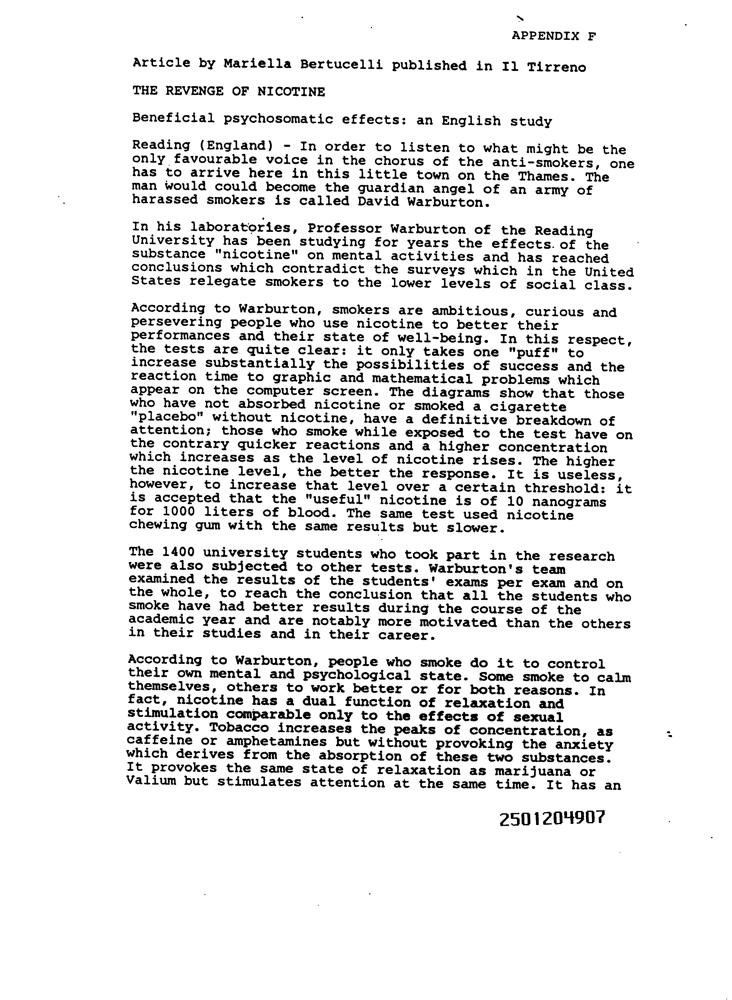 APPENDIX F
Article by Mariella Bertucelli published in Il Tirreno
THE REVENGE OF NICOTINE
Beneficial psychosomatic effects: an English study
Reading (England) - In order to listen to what might be the
only favourable voice in the chorus of the anti-smokers, one
has to arrive here in this little town on the Thames. The
man would could become the guardian angel of an army of
harassed smokers is called David Warburton.
In his laboratories, Professor Warburton of the Reading
University has been studying for years the effects of the
substance "nicotine" on mental activities and has reached
conclusions which contradict the surveys which in the United
States relegate smokers to the lower levels of social class.
According to Warburton, smokers are ambitious, curious and
persevering people who use nicotine to better their
performances and their state of well-being. In this respect,
the tests are quite clear: it only takes one "puff" to
increase substantially the possibilities of success and the
reaction time to graphic and mathematical problems which
appear on the computer screen. The diagrams show that those
who have not absorbed nicotine or smoked a cigarette
"placebo" without nicotine, have a definitive breakdown of
attention; those who smoke while exposed to the test have on
the contrary quicker reactions and a higher concentration
which increases as the level of nicotine rises. The higher
the nicotine level, the better the response. It is useless,
however, to increase that level over a certain threshold: it
is accepted that the "useful" nicotine is of 10 nanograms
for 1000 liters of blood. The same test used nicotine
chewing gum with the same results but slower.
The 1400 university students who took part in the research
were also subjected to other tests. Warburton's team
examined the results of the students' exams per exam and on
the whole, to reach the conclusion that all the students who
smoke have had better results during the course of the
academic year and are notably more motivated than the others
in their studies and in their career.
According to Warburton, people who smoke do it to control
their own mental and psychological state. Some smoke to calm
themselves, others to work better or for both reasons. In
fact, nicotine has a dual function of relaxation and
stimulation comparable only to the effects of sexual
activity. Tobacco increases the peaks of concentration, as
caffeine or amphetamines but without provoking the anxiety
which derives from the absorption of these two substances.
It provokes the same state of relaxation as marijuana or
Valium but stimulates attention at the same time. It has an
2501204907